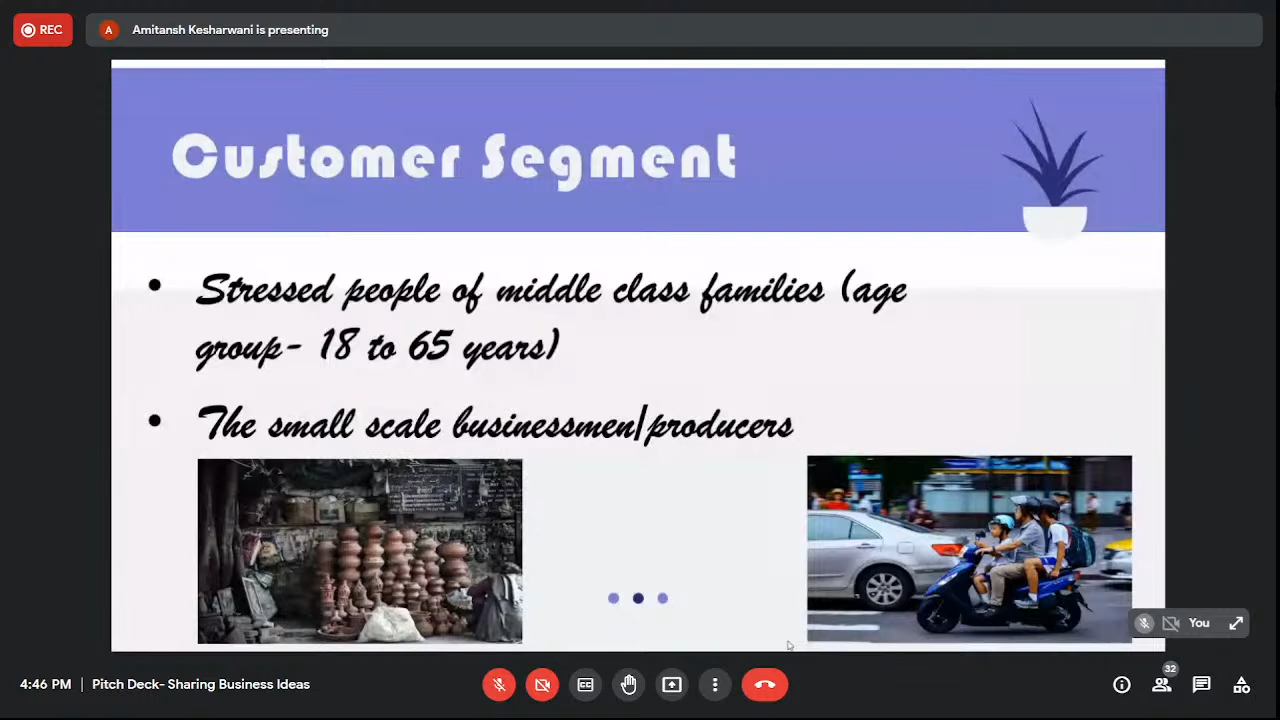 REC
A
Amitansh Kesharwani is presenting
Customer Segment
• Stressed people of middle class families (age
group- 18 to 65 years)
• The small scale businessmen/producers
You
32
4:46 PM | Pitch Deck- Sharing Business Ideas
CC